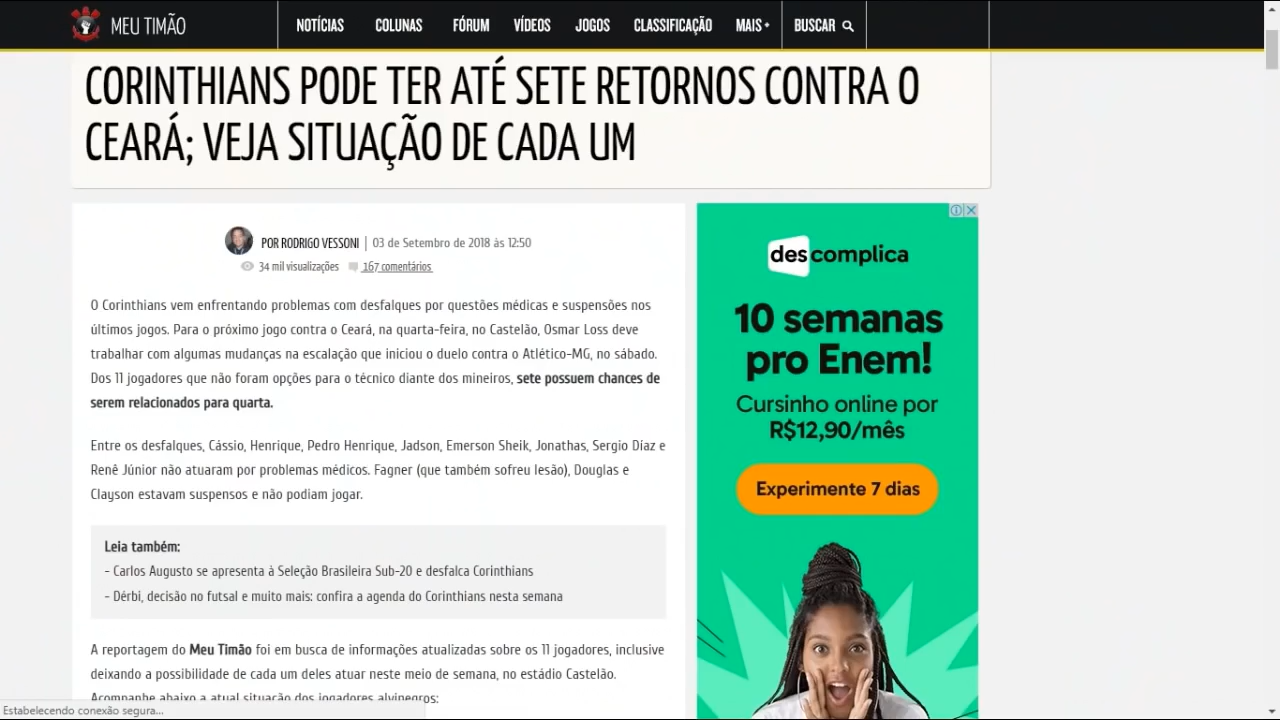 MEU TIMÃO
NOTÍCIAS COLUNAS FÓRUM VÍDEOS JOGOS CLASSIFICAÇÃO MAIS+ BUSCAR
CORINTHIANS PODE TER ATÉ SETE RETORNOS CONTRA O
CEARÁ; VEJA SITUAÇÃO DE CADA UM
POR RODRIGO VESSONI | 03 de Setembro de 2018 às 12:50
34 mil visualizações 167 comentários
O Corinthians vem enfrentando problemas com desfalques por questões médicas e suspensões nos
últimos jogos. Para o próximo jogo contra o Ceará, na quarta-feira, no Castelão, Osmar Loss deve
trabalhar com algumas mudanças na escalação que iniciou o duelo contra o Atlético-MG, no sábado.
Dos 11 jogadores que não foram opções para o técnico diante dos mineiros, sete possuem chances de
serem relacionados para quarta.
Entre os desfalques, Cássio, Henrique, Pedro Henrique, Jadson, Emerson Sheik, Jonathas, Sergio Díaz e
Renê Júnior não atuaram por problemas médicos. Fagner (que também sofreu lesão), Douglas e
Clayson estavam suspensos e não podiam jogar.
Leia também:
- Carlos Augusto se apresenta à Seleção Brasileira Sub-20 e desfalca Corinthians
- Dérbi, decisão no futsal e muito mais: confira a agenda do Corinthians nesta semana
A reportagem do Meu Timão foi em busca de informações atualizadas sobre os 11 jogadores, inclusive
deixando a possibilidade de cada um deles atuar neste meio de semana, no estádio Castelão.
Acompanhe abaixo a atual situação dos jogadores alvinegros:
Estabelecendo conexão segura...
descomplica
10 semanas
pro Enem!
Cursinho online por
R$12,90/mês
Experimente 7 dias